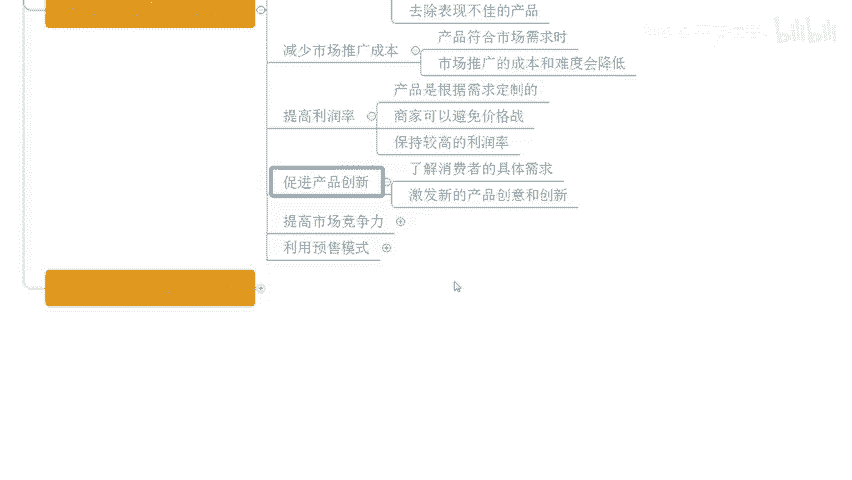 去除表现不佳的产品
减少市场推广成本
产品符合市场需求时
市场推广的成本和难度会降低
提高利润率
产品是根据需求定制的
商家可以避免价格战
保持较高的利润率
促进产品创新
了解消费者的具体需求
激发新的产品创意和创新
提高市场竞争力
利用预售模式
bilibili